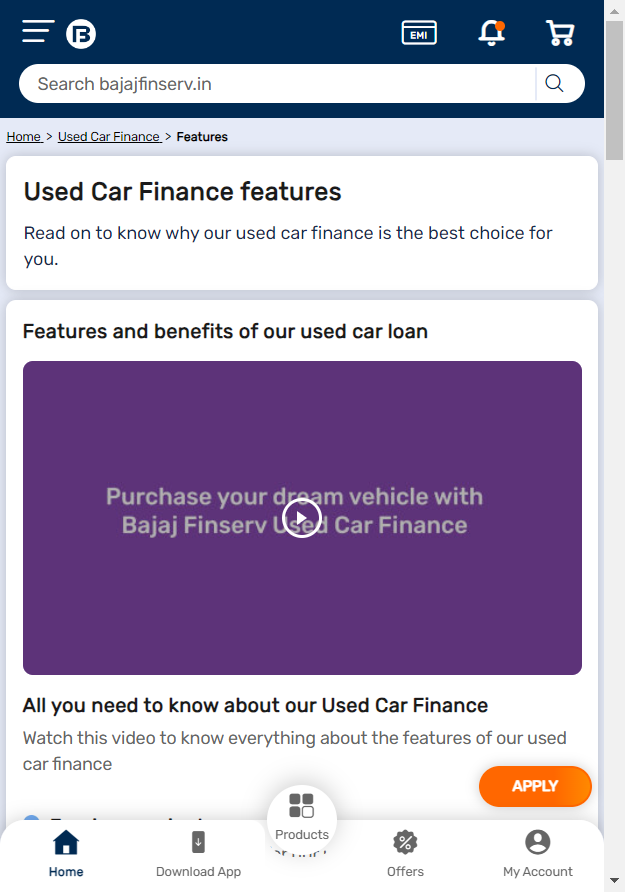 EMI
Search bajajfinserv.in
Home > Used Car Finance > Features
Used Car Finance features
Read on to know why our used car finance is the best choice for
you.
Features and benefits of our used car loan
Purchase your dream vehicle with
Bajaj Finserv Used Car Finance
All you need to know about our Used Car Finance
Watch this video to know everything about the features of our used
car finance
APPLY
Products
Home
Download App
Offers
My Account